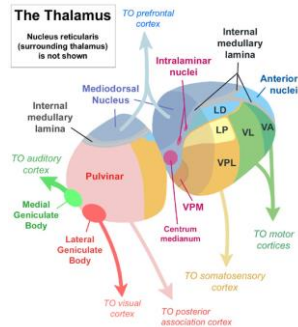 The Thalamus
Nucleus reticularis
(surrounding thalamus)
is not shown
TO prefrontal
cortex
Internal
medullary
lamina
Intralaminar
nuclei
Anterior
nuclei
Mediodorsal
Nucleus
Internal
medullary
lamina
LD
LP
VL
VA
VPL
TO auditory
cortex
Pulvinar
VPM
Medial
Geniculate
Body
Centrum
medianum
Lateral
Geniculate
Body
TO motor
cortices
TO somatosensory
cortex
TO visual
cortex
TO posterior
association cortex